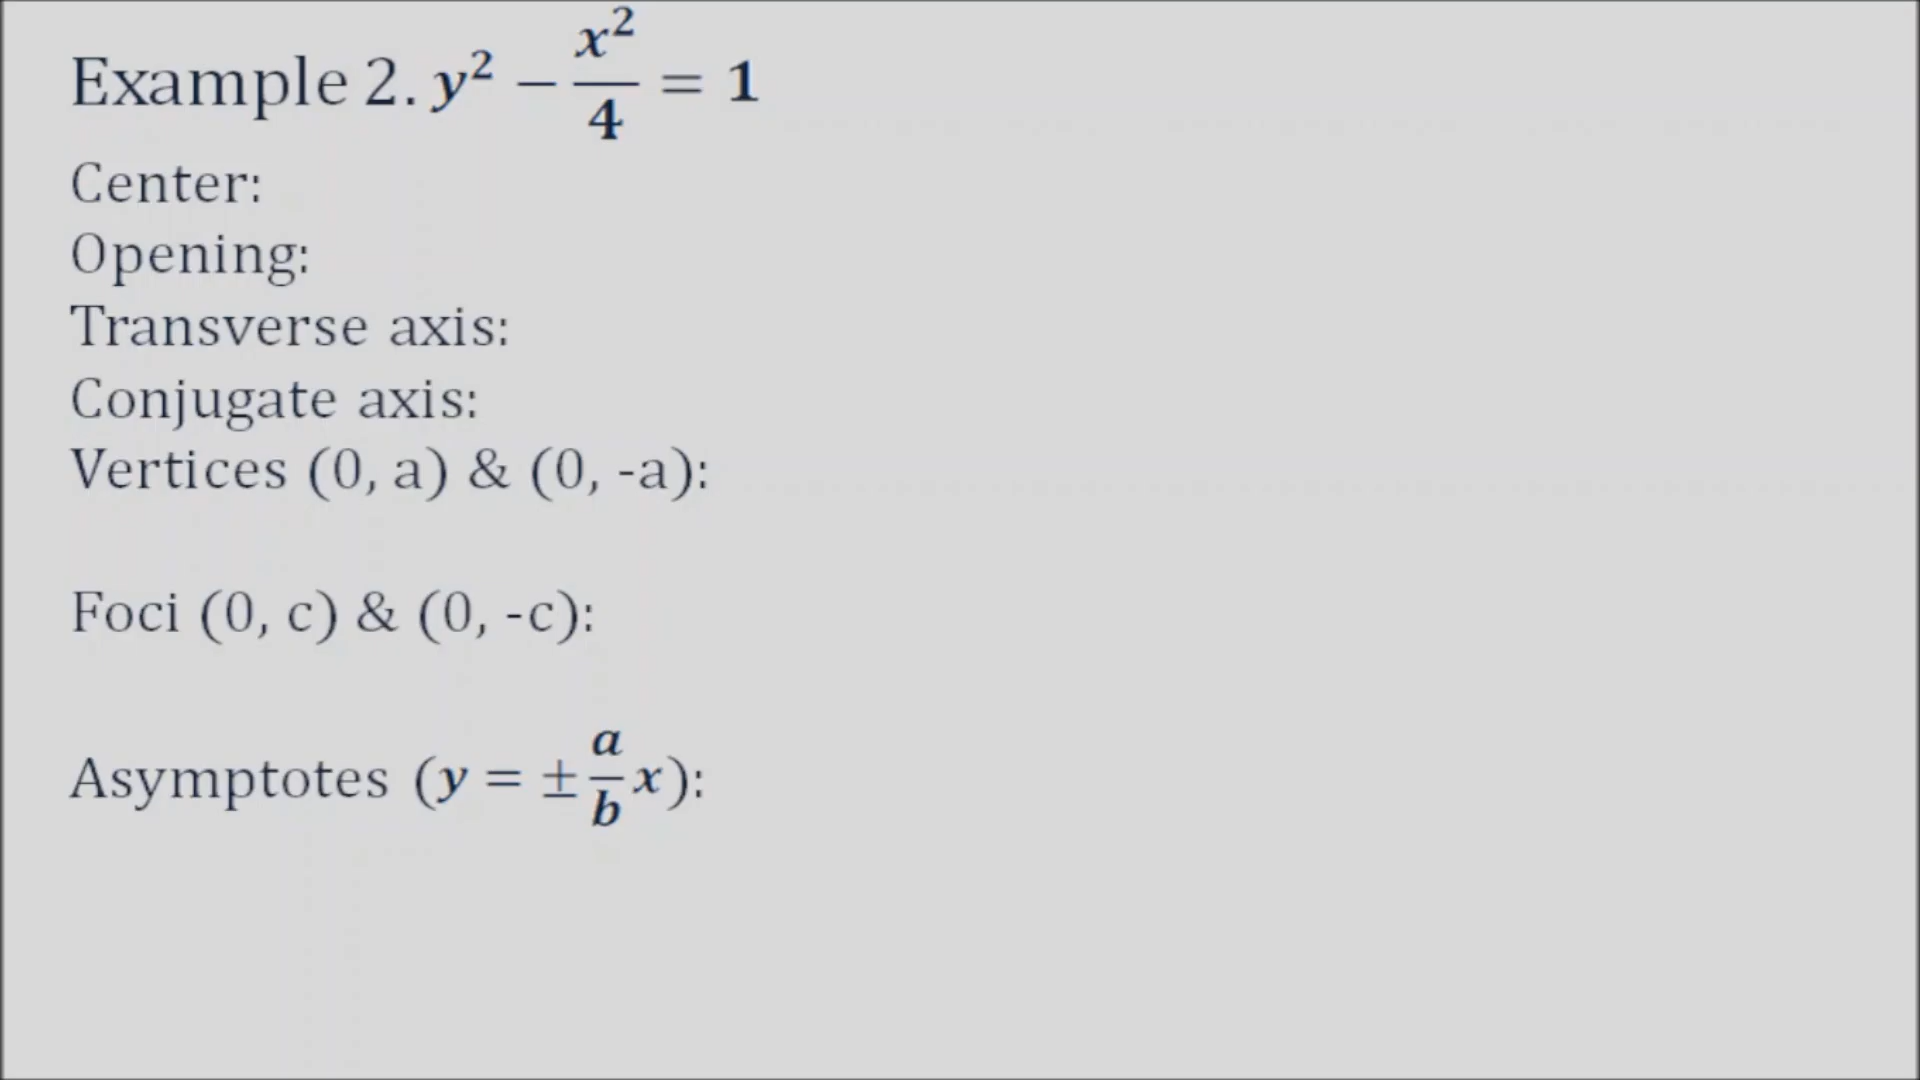 Example 2. y² − x²/4 = 1
Center:
Opening:
Transverse axis:
Conjugate axis:
Vertices (0, a) & (0, -a):
Foci (0, c) & (0, -c):
Asymptotes (y = ± a/b x):